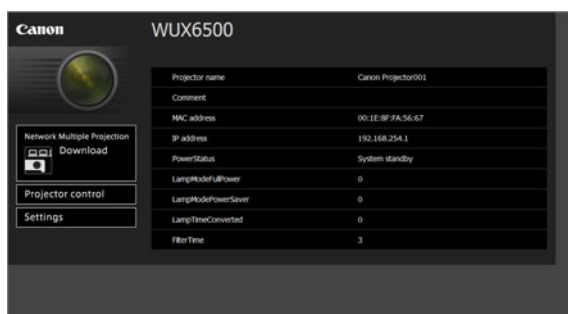 Canon
WUX6500
Projector name Canon Projector001
Comment
MAC address 00:1E:8F:FA:56:67
IP address 192.168.254.1
PowerStatus System standby
LampModeFullPower 0
LampModePowerSaver 0
LampTimeConverted 0
FilterTime 3
Network Multiple Projection
Download
Projector control
Settings